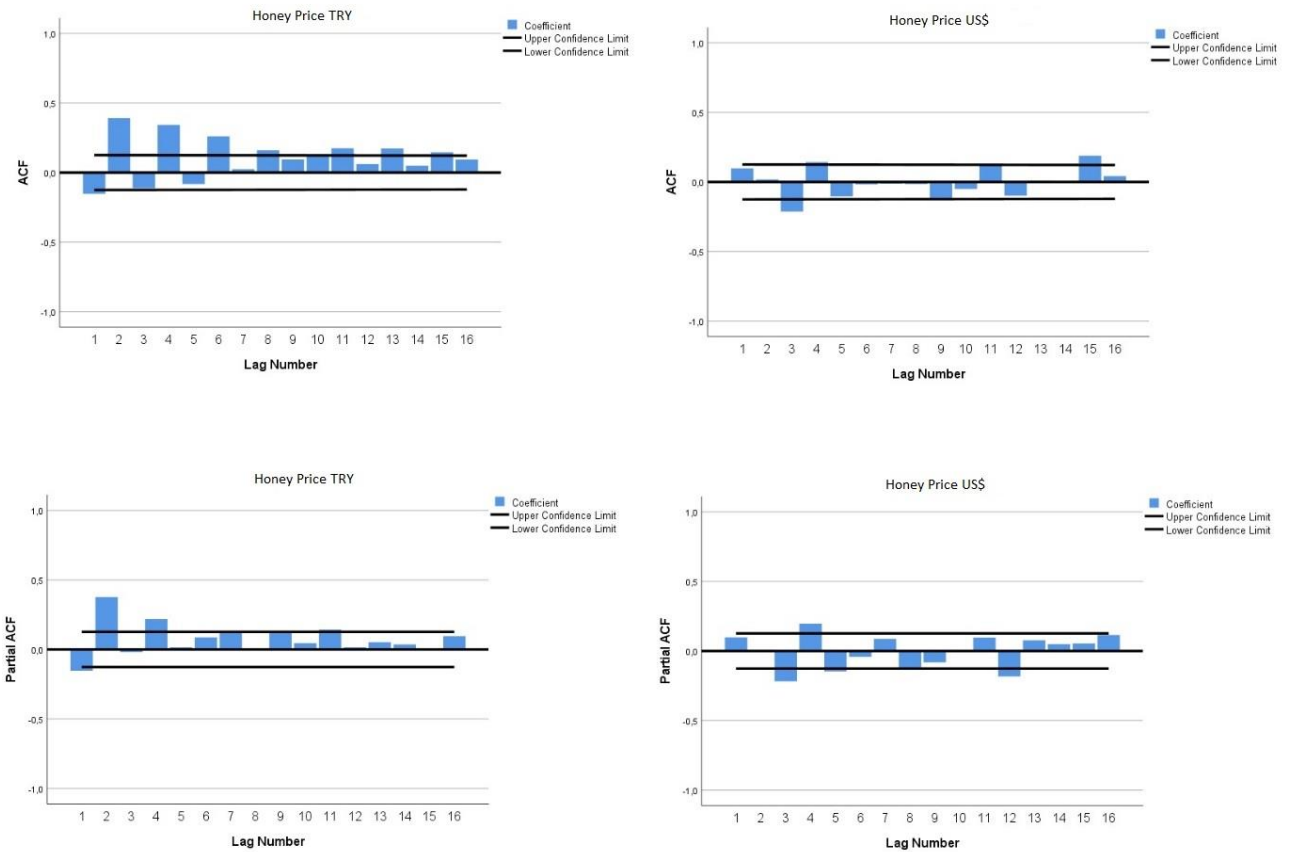 Honey Price TRY
Coefficient
Upper Confidence Limit
Lower Confidence Limit
1,0
0,5
0,0
-0,5
-1,0
ACF
1 2 3 4 5 6 7 8 9 10 11 12 13 14 15 16
Lag Number
Honey Price US$
Coefficient
Upper Confidence Limit
Lower Confidence Limit
1,0
0,5
0,0
-0,5
-1,0
ACF
1 2 3 4 5 6 7 8 9 10 11 12 13 14 15 16
Lag Number
Honey Price TRY
Coefficient
Upper Confidence Limit
Lower Confidence Limit
1,0
0,5
0,0
-0,5
-1,0
Partial ACF
1 2 3 4 5 6 7 8 9 10 11 12 13 14 15 16
Lag Number
Honey Price US$
Coefficient
Upper Confidence Limit
Lower Confidence Limit
1,0
0,5
0,0
-0,5
-1,0
Partial ACF
1 2 3 4 5 6 7 8 9 10 11 12 13 14 15 16
Lag Number